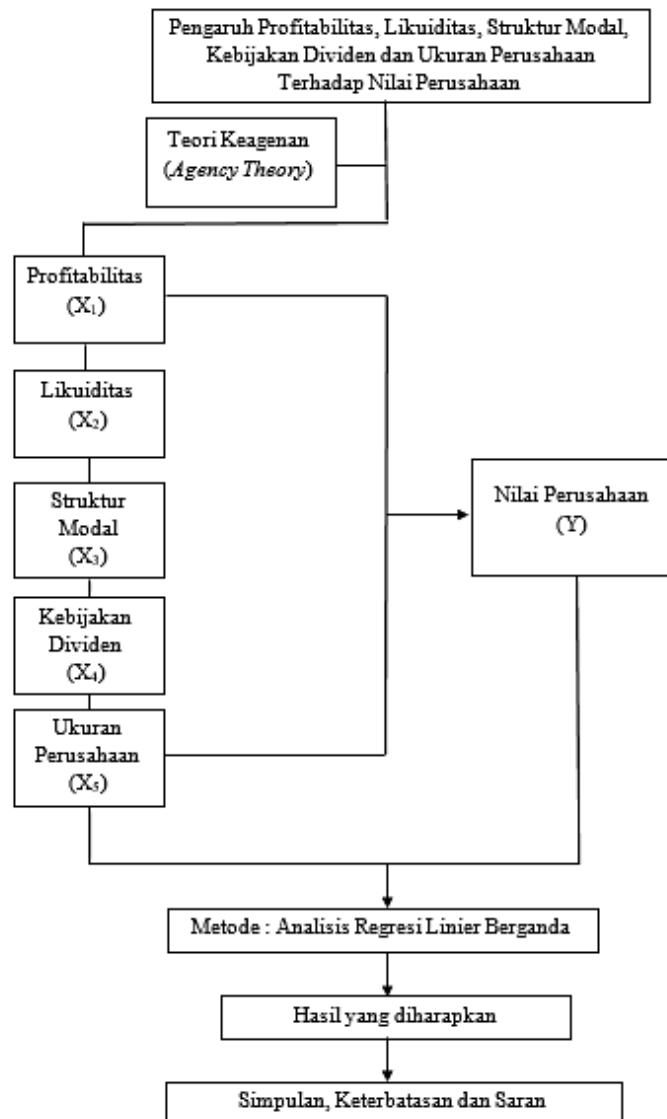 Pengaruh Profitabilitas, Likuiditas, Struktur Modal,
Kebijakan Dividen dan Ukuran Perusahaan
Terhadap Nilai Perusahaan
Teori Keagenan
(Agency Theory)
Profitabilitas
(X₁)
Likuiditas
(X₂)
Struktur
Modal
(X₃)
Kebijakan
Dividen
(X₄)
Ukuran
Perusahaan
(X₅)
Nilai Perusahaan
(Y)
Metode : Analisis Regresi Linier Berganda
Hasil yang diharapkan
Simpulan, Keterbatasan dan Saran